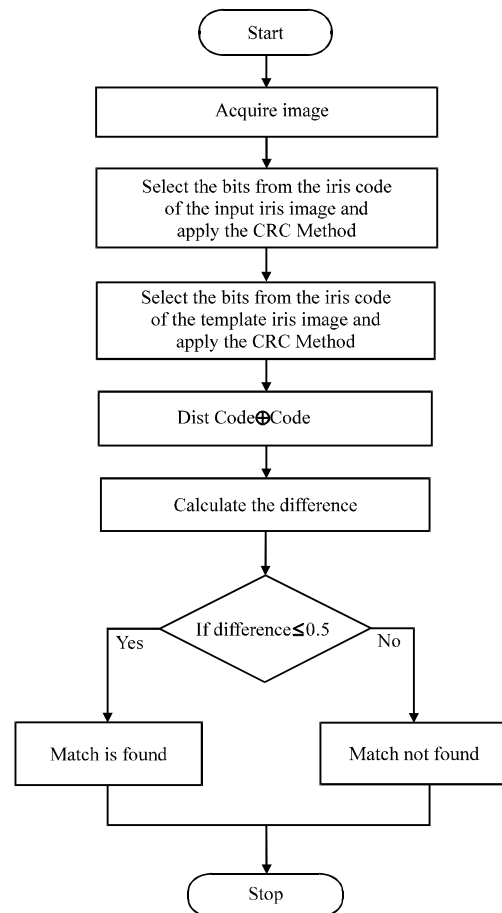 Start
Acquire image
Select the bits from the iris code
of the input iris image and
apply the CRC Method
Select the bits from the iris code
of the template iris image and
apply the CRC Method
Dist Code⊕Code
Calculate the difference
If difference≤0.5
Yes
No
Match is found
Match not found
Stop